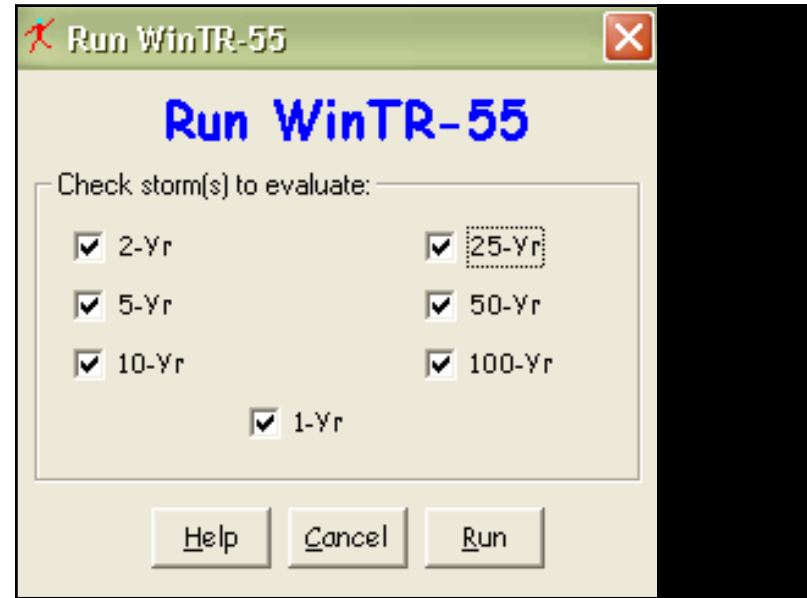 Run WinTR-55
Run WinTR-55
Check storm(s) to evaluate:
2-Yr 25-Yr
5-Yr 50-Yr
10-Yr 100-Yr
1-Yr
Help Cancel Run